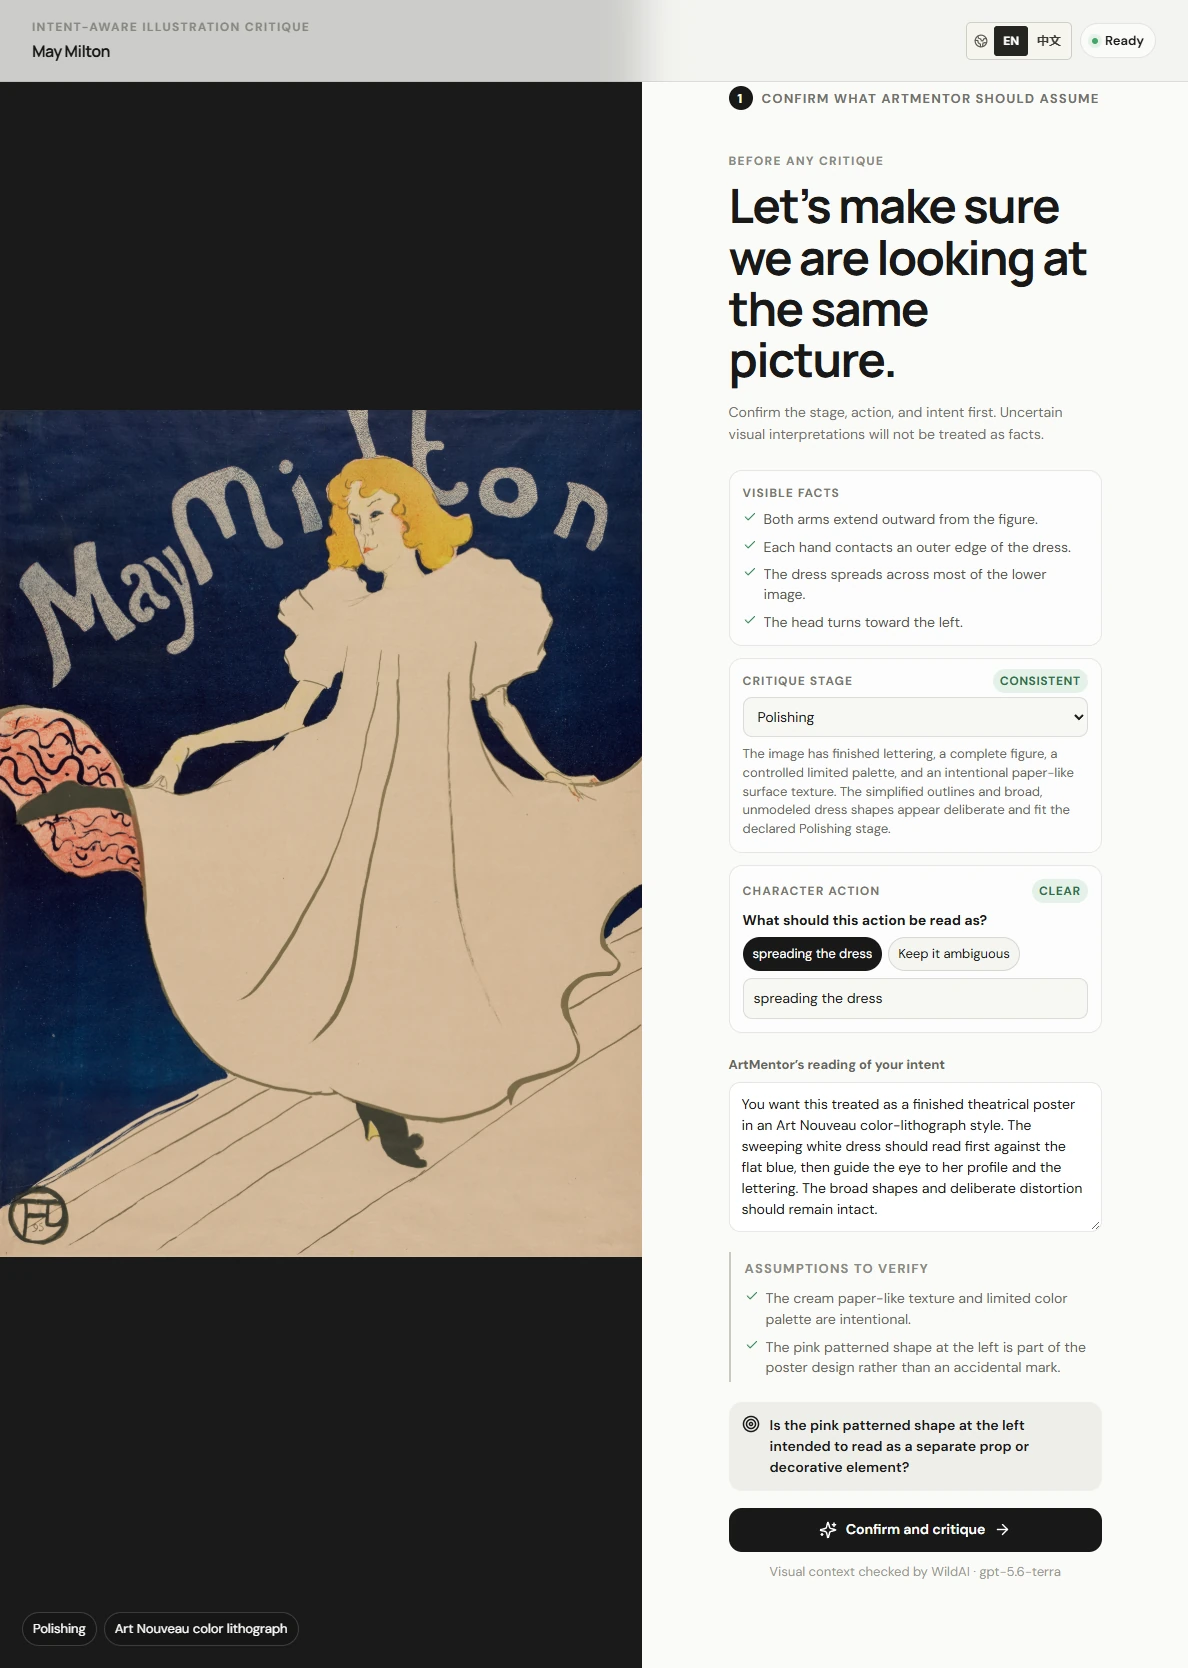 INTENT-AWARE ILLUSTRATION CRITIQUE
May Milton
EN
中文
Ready
May Milton
HTL
95
Polishing
Art Nouveau color lithograph
1 CONFIRM WHAT ARTMENTOR SHOULD ASSUME
BEFORE ANY CRITIQUE
Let’s make sure
we are looking at
the same
picture.
Confirm the stage, action, and intent first. Uncertain
visual interpretations will not be treated as facts.
VISIBLE FACTS
Both arms extend outward from the figure.
Each hand contacts an outer edge of the dress.
The dress spreads across most of the lower
image.
The head turns toward the left.
CRITIQUE STAGE
CONSISTENT
Polishing
The image has finished lettering, a complete figure, a
controlled limited palette, and an intentional paper-like
surface texture. The simplified outlines and broad,
unmodeled dress shapes appear deliberate and fit the
declared Polishing stage.
CHARACTER ACTION
CLEAR
What should this action be read as?
spreading the dress
Keep it ambiguous
spreading the dress
ArtMentor’s reading of your intent
You want this treated as a finished theatrical poster
in an Art Nouveau color-lithograph style. The
sweeping white dress should read first against the
flat blue, then guide the eye to her profile and the
lettering. The broad shapes and deliberate distortion
should remain intact.
ASSUMPTIONS TO VERIFY
The cream paper-like texture and limited color
palette are intentional.
The pink patterned shape at the left is part of the
poster design rather than an accidental mark.
Is the pink patterned shape at the left
intended to read as a separate prop or
decorative element?
Confirm and critique
Visual context checked by WildAI · gpt-5.6-terra